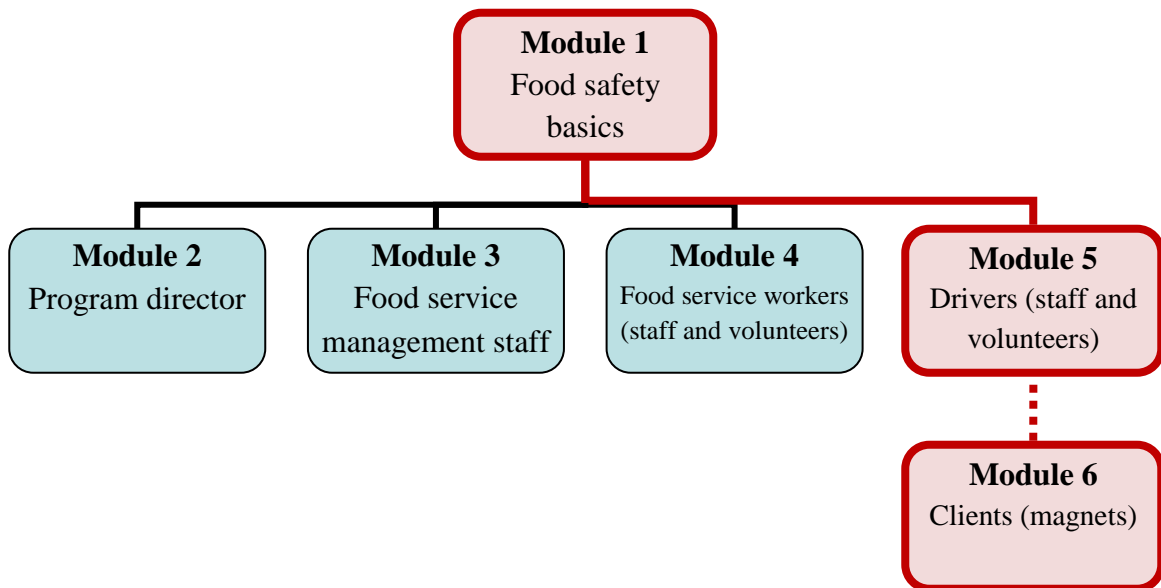 Module 1
Food safety
basics
Module 2
Program director
Module 3
Food service
management staff
Module 4
Food service workers
(staff and volunteers)
Module 5
Drivers (staff and
volunteers)
Module 6
Clients (magnets)